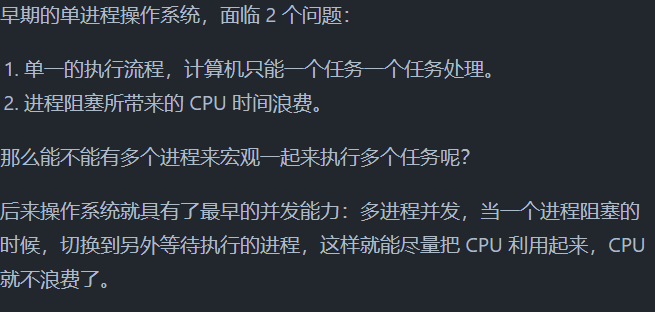 早期的单进程操作系统，面临 2 个问题：
1. 单一的执行流程，计算机只能一个任务一个任务处理。
2. 进程阻塞所带来的 CPU 时间浪费。
那么能不能有多个进程来宏观一起来执行多个任务呢？
后来操作系统就具有了最早的并发能力：多进程并发，当一个进程阻塞的
时候，切换到另外等待执行的进程，这样就能尽量把 CPU 利用起来，CPU
就不浪费了。